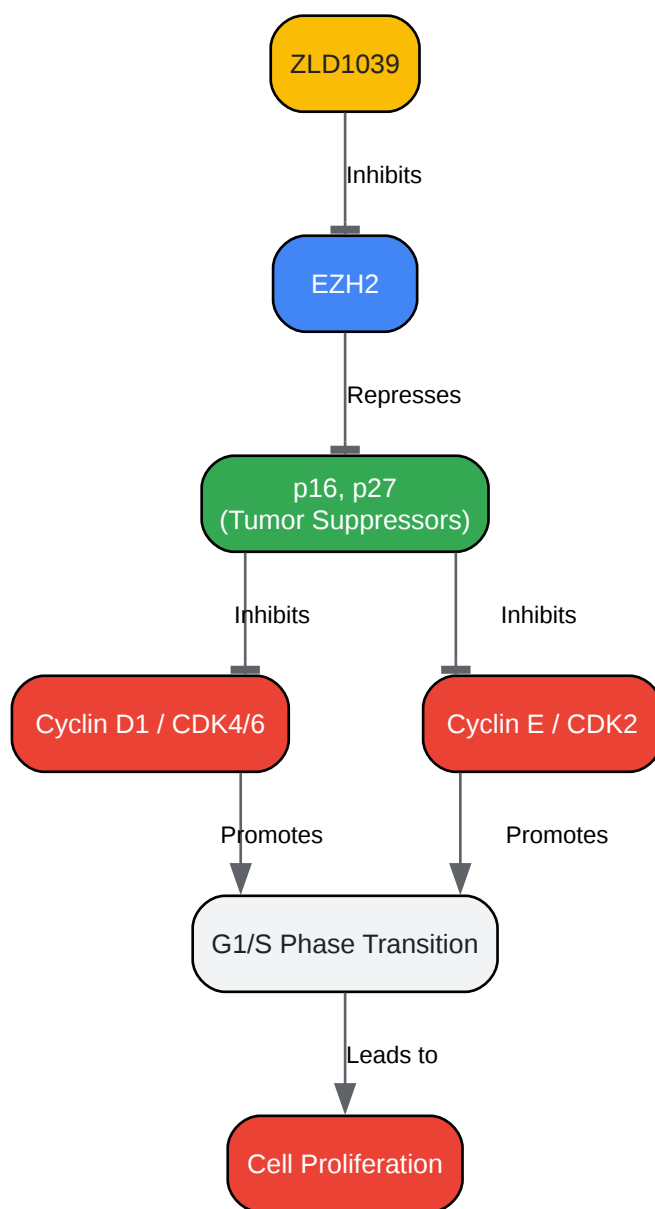 ZLD1039
Inhibits
EZH2
Represses
p16, p27
(Tumor Suppressors)
Inhibits
Inhibits
Cyclin D1 / CDK4/6
Cyclin E / CDK2
Promotes
Promotes
G1/S Phase Transition
Leads to
Cell Proliferation